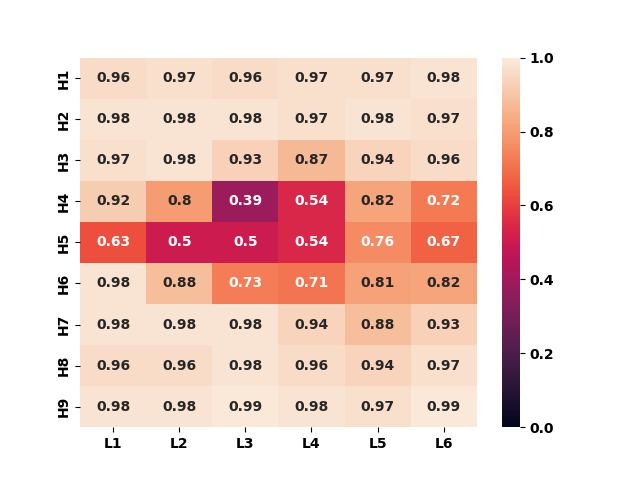 H1 0.96 0.97 0.96 0.97 0.97 0.98 1.0
H2 0.98 0.98 0.98 0.97 0.98 0.97
H3 0.97 0.98 0.93 0.87 0.94 0.96 0.8
H4 0.92 0.8 0.39 0.54 0.82 0.72 0.6
H5 0.63 0.5 0.5 0.54 0.76 0.67
H6 0.98 0.88 0.73 0.71 0.81 0.82 0.4
H7 0.98 0.98 0.98 0.94 0.88 0.93
H8 0.96 0.96 0.98 0.96 0.94 0.97 0.2
H9 0.98 0.98 0.99 0.98 0.97 0.99 0.0
L1 L2 L3 L4 L5 L6